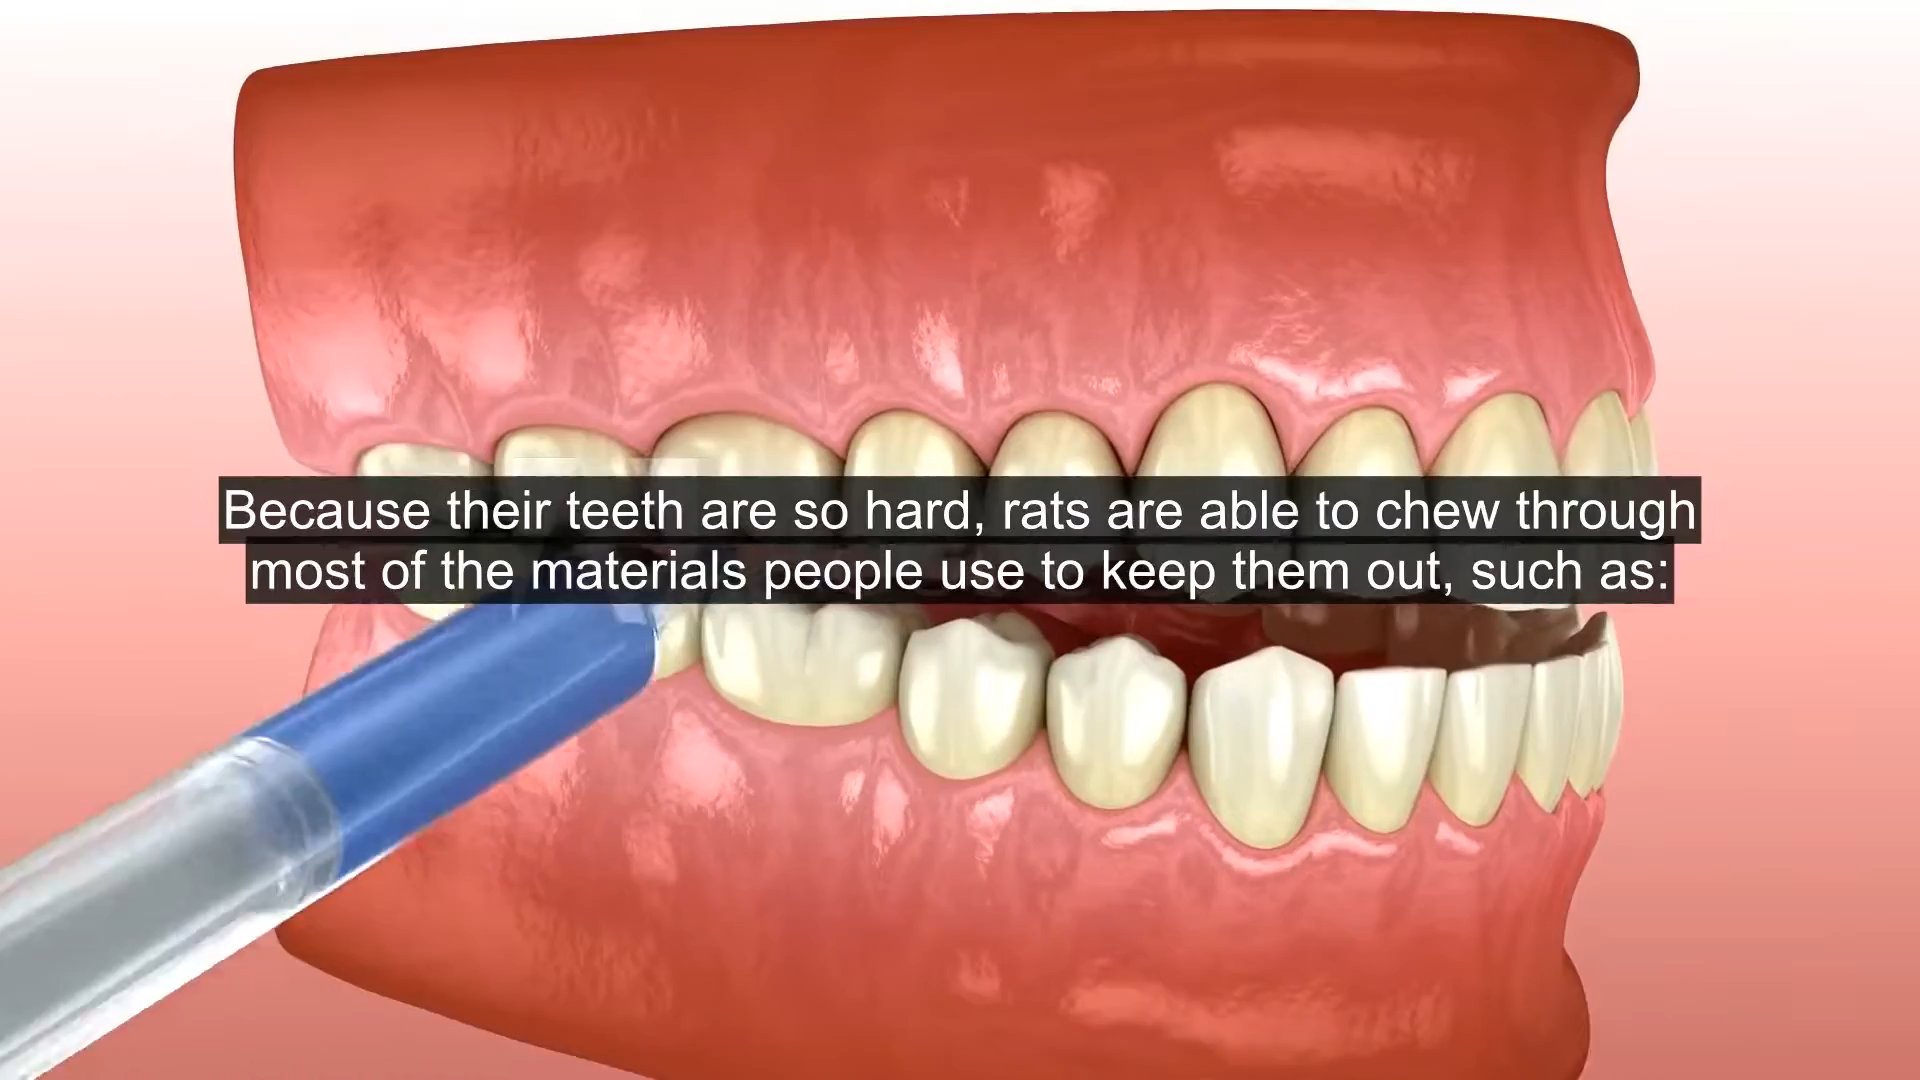 Because their teeth are so hard, rats are able to chew through
most of the materials people use to keep them out, such as: